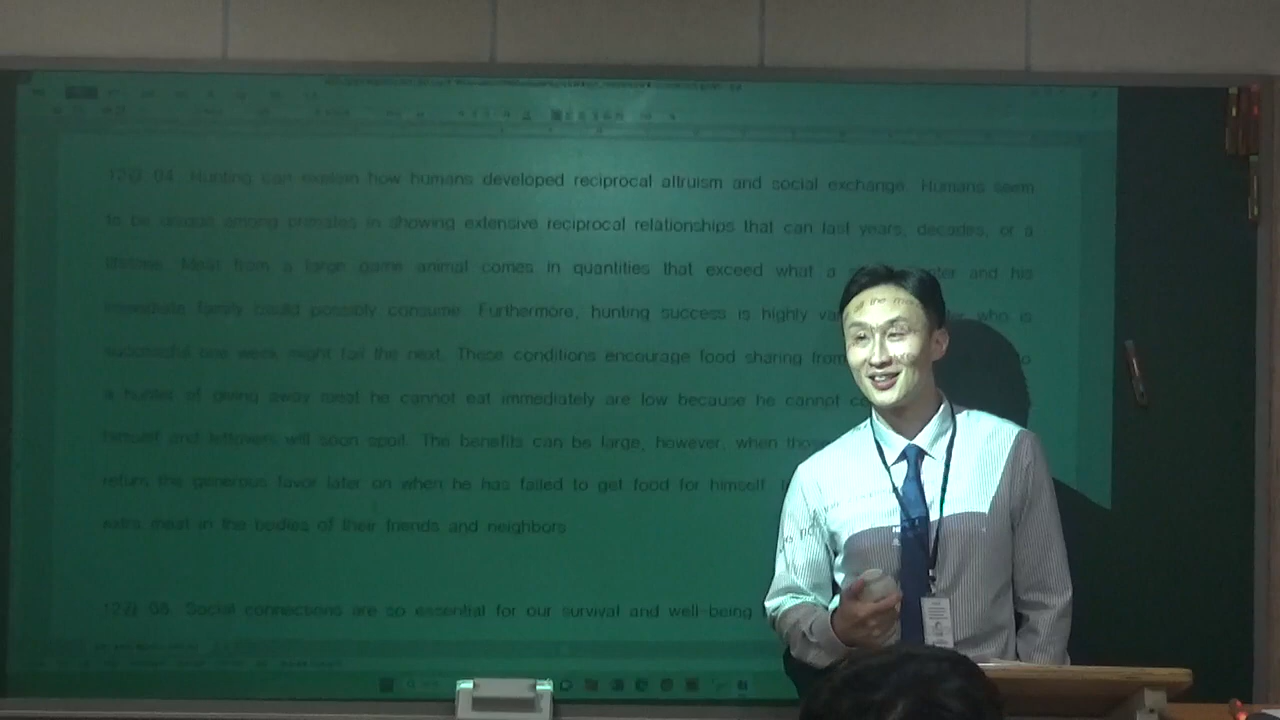 12강 04. Hunting can explain how humans developed reciprocal altruism and social exchange. Humans seem
to be unique among primates in showing extensive reciprocal relationships that can last years, decades, or a
lifetime. Meat from a large game animal comes in quantities that exceed what a and his
immediate family could possibly consume. Furthermore, hunting success is highly who is
successful one week might fail the next. These conditions encourage food sharing from
a hunter of giving away meat he cannot eat immediately are low because he cannpt
himself and leftovers will soon spoil. The benefits can be large, however, when those
return the generous favor later on when he has failed to get food for himself.
extra meat in the bodies of their friends and neighbors
12강 05. Social connections are so essential for our survival and well-being